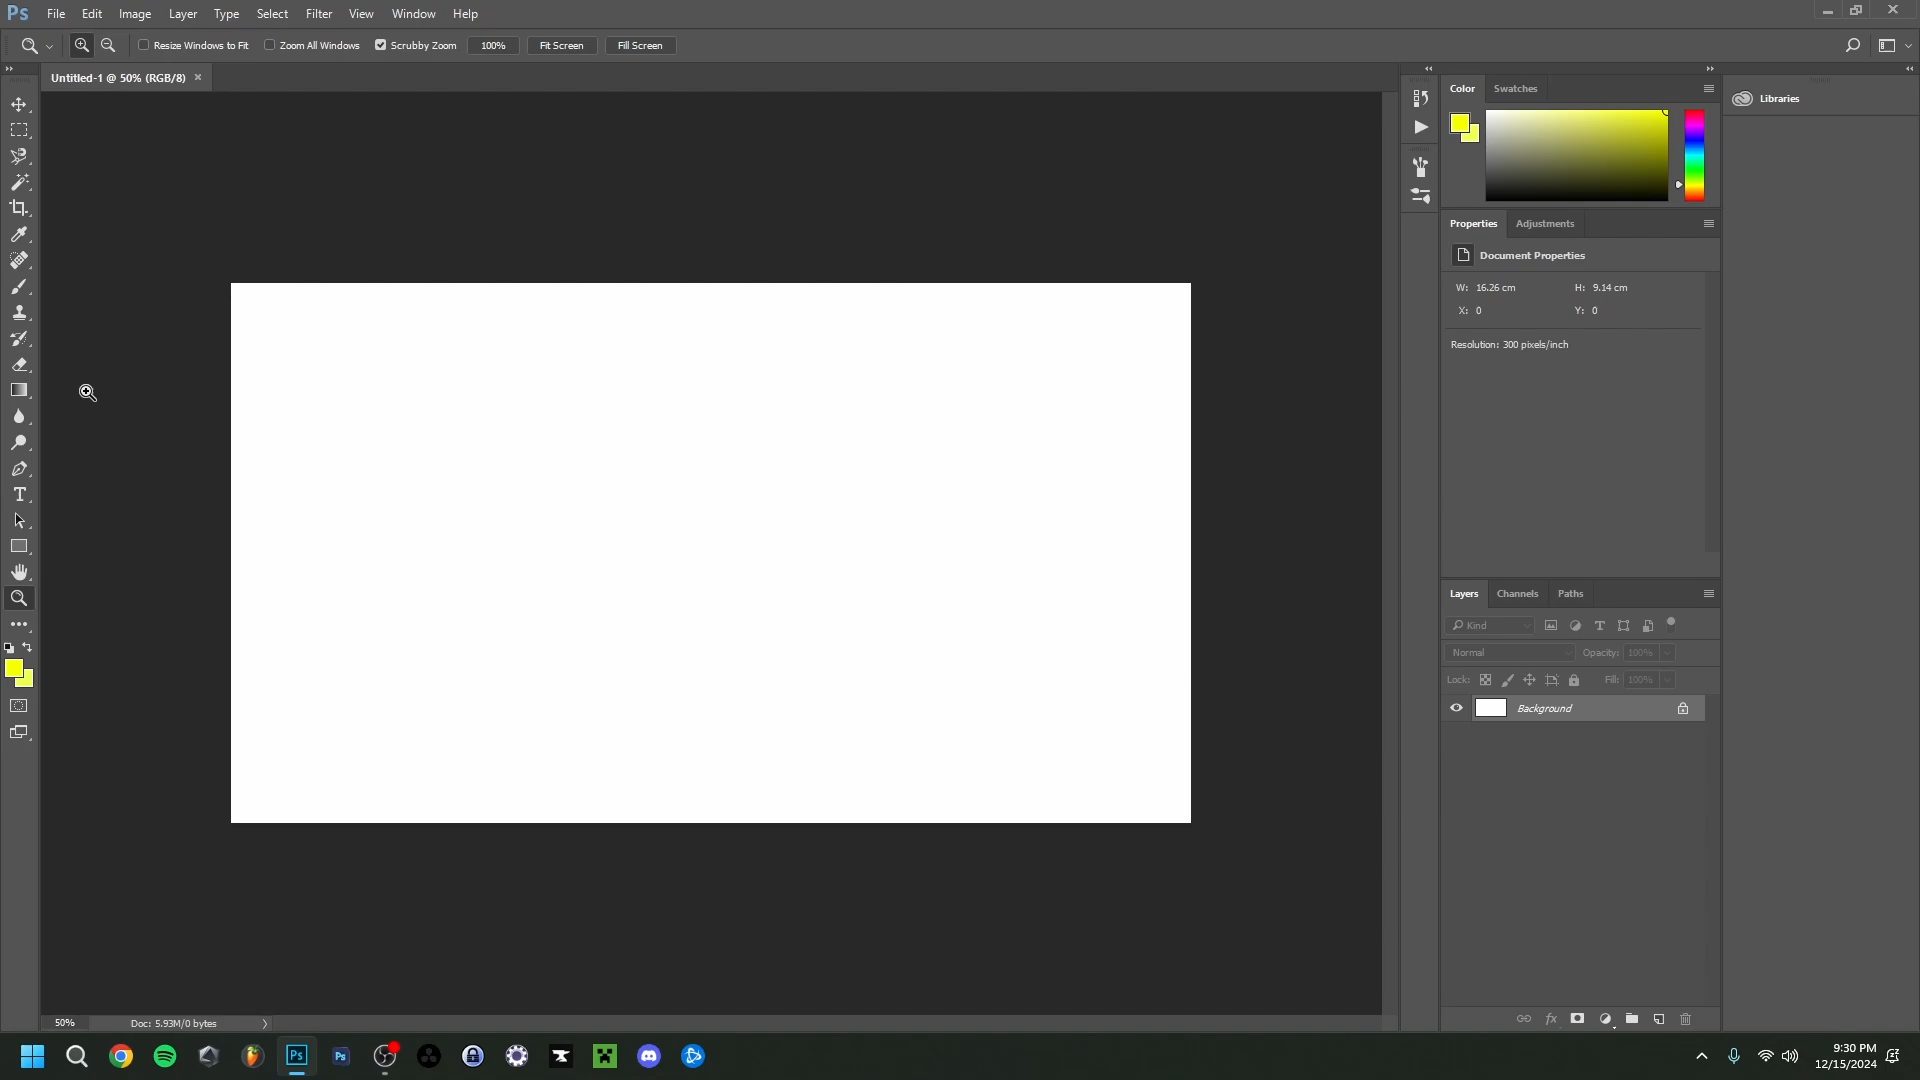 Ps File Edit Image Layer Type Select Filter View Window Help
Resize Windows to Fit Zoom All Windows Scrubby Zoom 100% Fit Screen Fill Screen
Untitled-1 @ 50% (RGB/8) ×
Color Swatches
Libraries
Properties Adjustments
Document Properties
W: 16.26 cm H: 9.14 cm
X: 0 Y: 0
Resolution: 300 pixels/inch
T
Layers Channels Paths
Kind T
Normal Opacity: 100%
Lock: Fill: 100%
Background
fx
50% Doc: 5.93M/0 bytes
Ps Ps
9:30 PM
12/15/2024